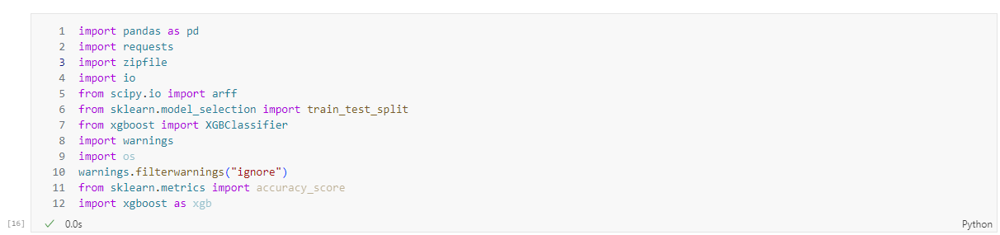 1 import pandas as pd
2 import requests
3 import zipfile
4 import io
5 from scipy.io import arff
6 from sklearn.model_selection import train_test_split
7 from xgboost import XGBClassifier
8 import warnings
9 import os
10 warnings.filterwarnings("ignore")
11 from sklearn.metrics import accuracy_score
12 import xgboost as xgb
[16] ✓ 0.0s Python